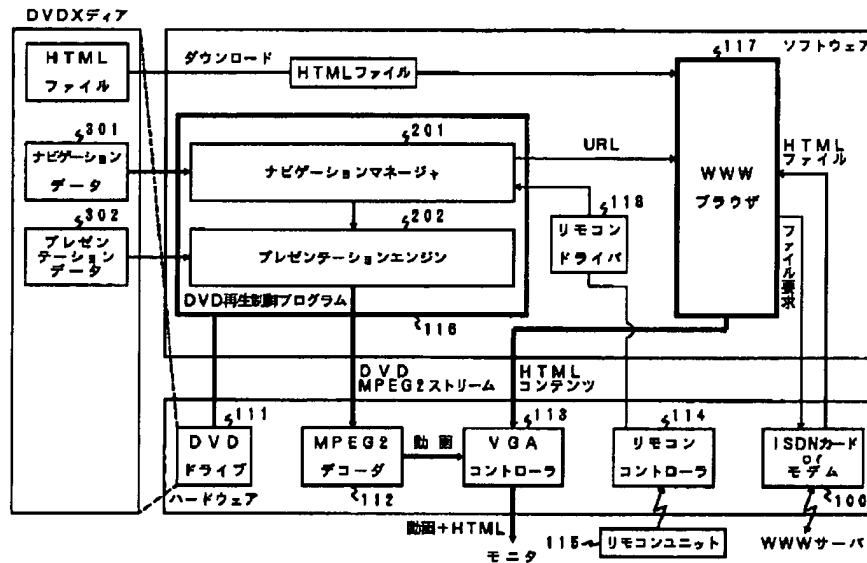 DVDXディア
HTML
ファイル
ダウンロード
HTMLファイル
117
ソフトウェア
301
ナビゲーション
データ
201
ナビゲーションマネージャ
URL
WWW
ブラウザ
HTML
ファイル
302
プレゼン
テーション
データ
202
プレゼンテーションエンジン
118
リモコン
ドライバ
ファイル要求
DVD再生制御プログラム
116
DVD
MPEG2ストリーム
HTML
コンテンツ
111
DVD
ドライブ
ハードウェア
MPEG2
デコーダ
112
動画
113
VGA
コントローラ
114
リモコン
コントローラ
ISDNカード
or
モデム
100
動画+HTML
モニタ
115
リモコンユニット
WWWサーバ